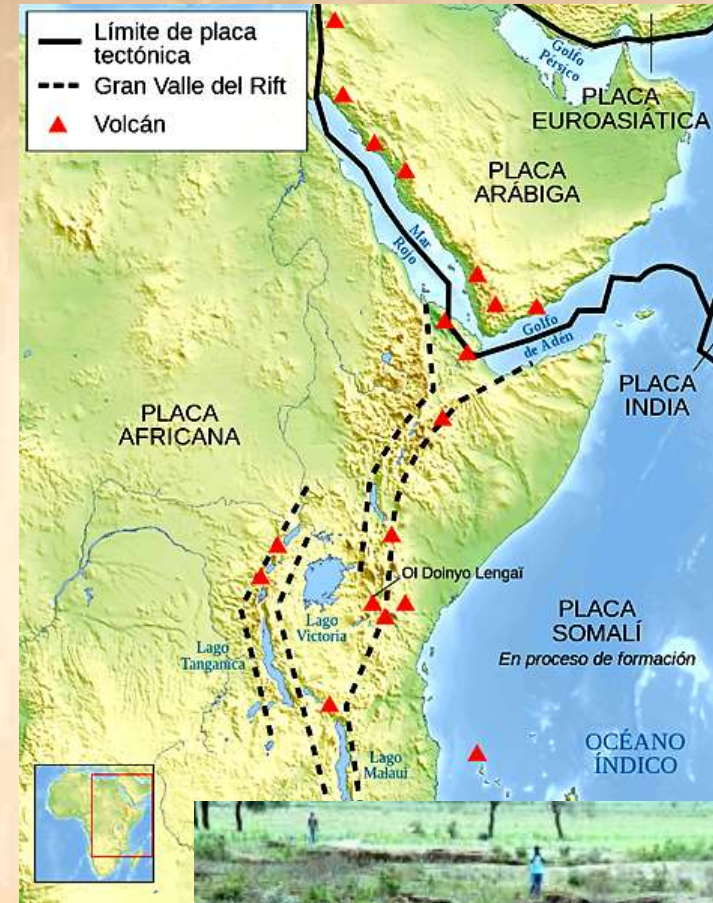 Límite de placa
tectónica
Gran Valle del Rift
Volcán
Golfo
Pérsico
PLACA
EUROASIÁTICA
PLACA
ARÁBIGA
Mar
Rojo
Golfo
de Adén
PLACA
INDIA
PLACA
AFRICANA
Ol Doinyo Lengaï
Lago
Victoria
PLACA
SOMALÍ
En proceso de formación
Lago
Tanganica
OCÉANO
ÍNDICO
Lago
Malaui